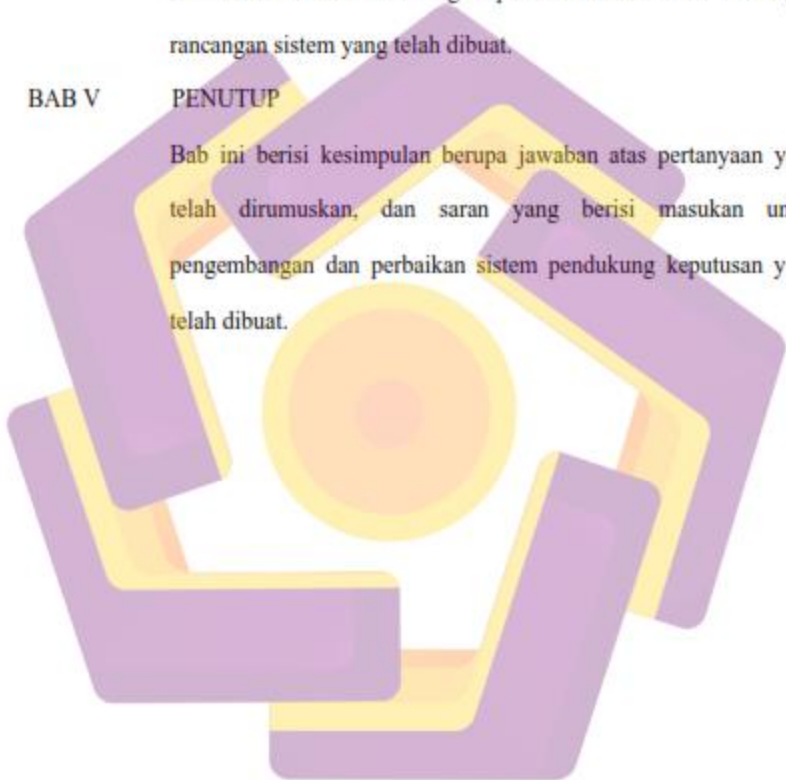 rancangan sistem yang telah dibuat.
BAB V PENUTUP
Bab ini berisi kesimpulan berupa jawaban atas pertanyaan y
telah dirumuskan, dan saran yang berisi masukan un
pengembangan dan perbaikan sistem pendukung keputusan y
telah dibuat.